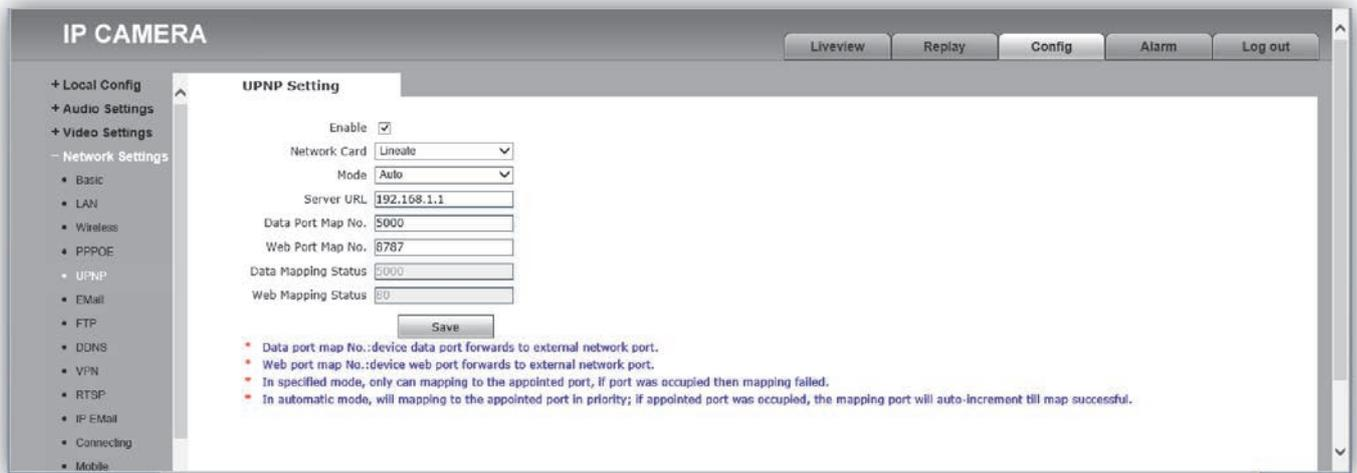 IP CAMERA
Liveview
Replay
Config
Alarm
Log out
+ Local Config
+ Audio Settings
+ Video Settings
− Network Settings
• Basic
• LAN
• Wireless
• PPPOE
• UPNP
• EMail
• FTP
• DDNS
• VPN
• RTSP
• IP EMail
• Connecting
• Mobile
UPNP Setting
Enable
Network Card Lineate
Mode Auto
Server URL 192.168.1.1
Data Port Map No. 5000
Web Port Map No. 8787
Data Mapping Status 5000
Web Mapping Status 80
Save
* Data port map No.:device data port forwards to external network port.
* Web port map No.:device web port forwards to external network port.
* In specified mode, only can mapping to the appointed port, if port was occupied then mapping failed.
* In automatic mode, will mapping to the appointed port in priority; if appointed port was occupied, the mapping port will auto-increment till map successful.